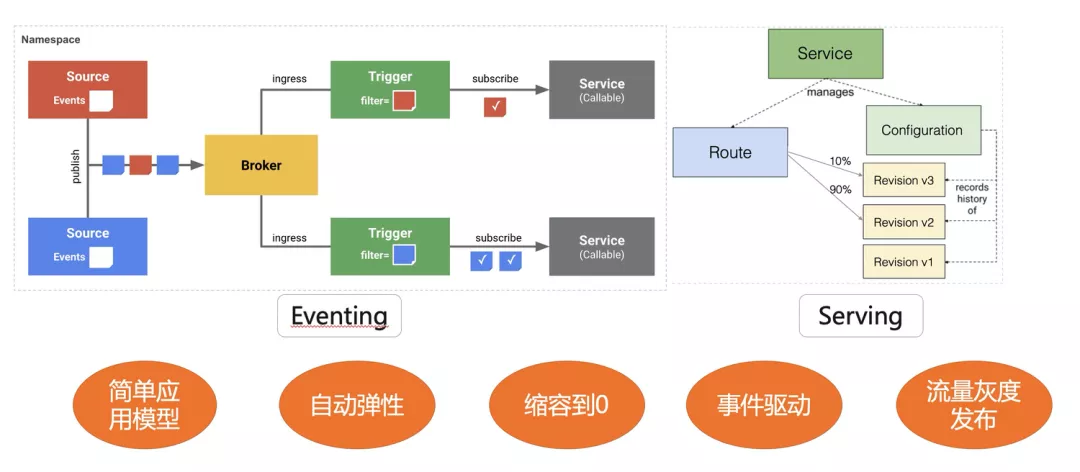 Namespace
Source
Events
publish
Source
Events
Broker
ingress
Trigger
filter=
subscribe
Service
(Callable)
ingress
Trigger
filter=
subscribe
Service
(Callable)
Eventing
Service
manages
Route
Configuration
10%
90%
Revision v3
Revision v2
Revision v1
records
history
of
Serving
简单应
用模型
自动弹性
缩容到0
事件驱动
流量灰度
发布